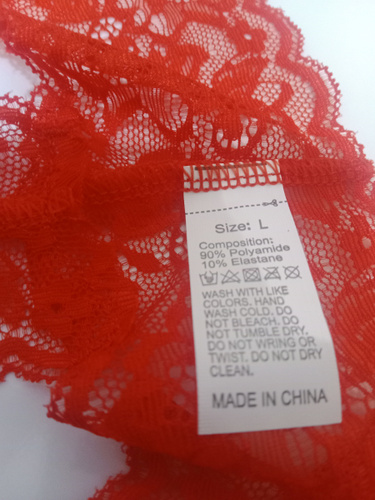 Size: L
Composition:
90% Polyamide
10% Elastane
WASH WITH LIKE
COLORS. HAND
WASH COLD. DO
NOT BLEACH. DO
NOT TUMBLE DRY.
DO NOT WRING OR
TWIST. DO NOT DRY
CLEAN.
MADE IN CHINA